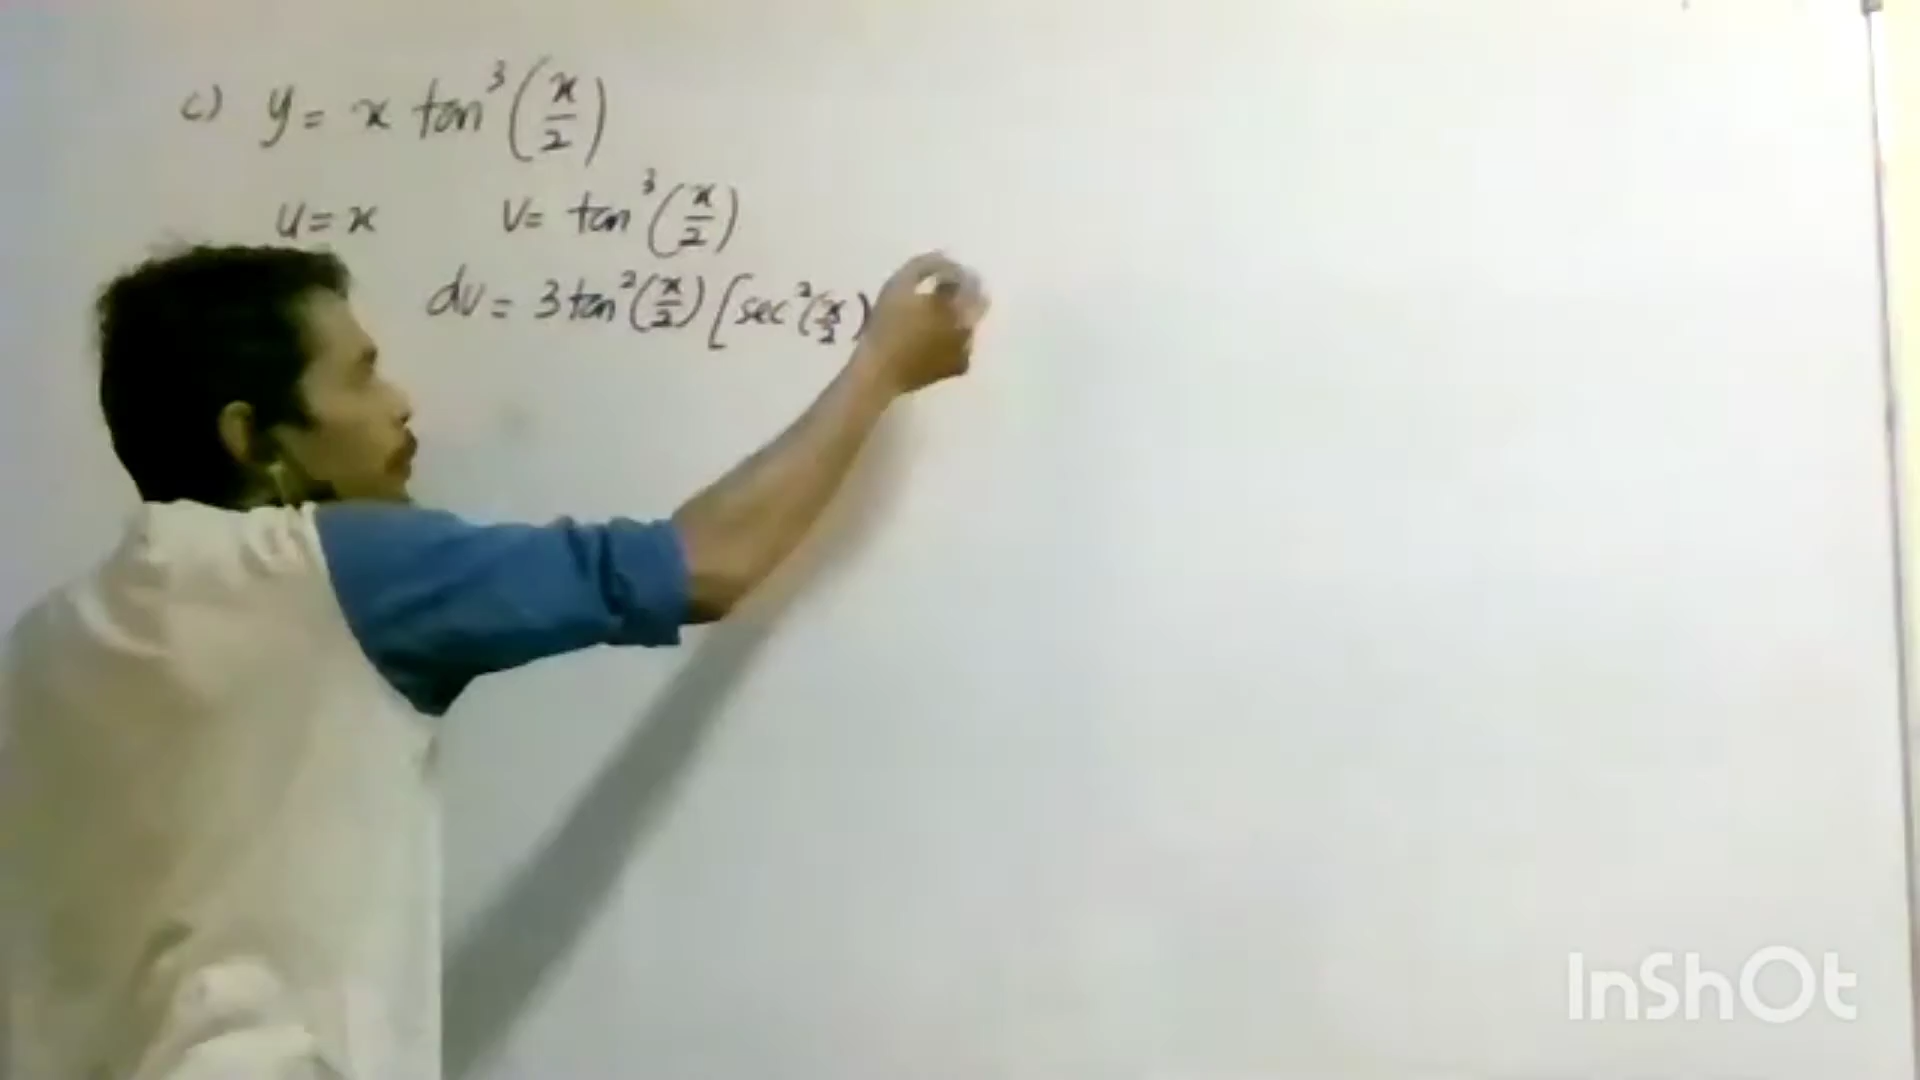 c) y = x tan³(x/2)
u = x v = tan³(x/2)
dv = 3 tan²(x/2) [sec²(x/2)
InShOt